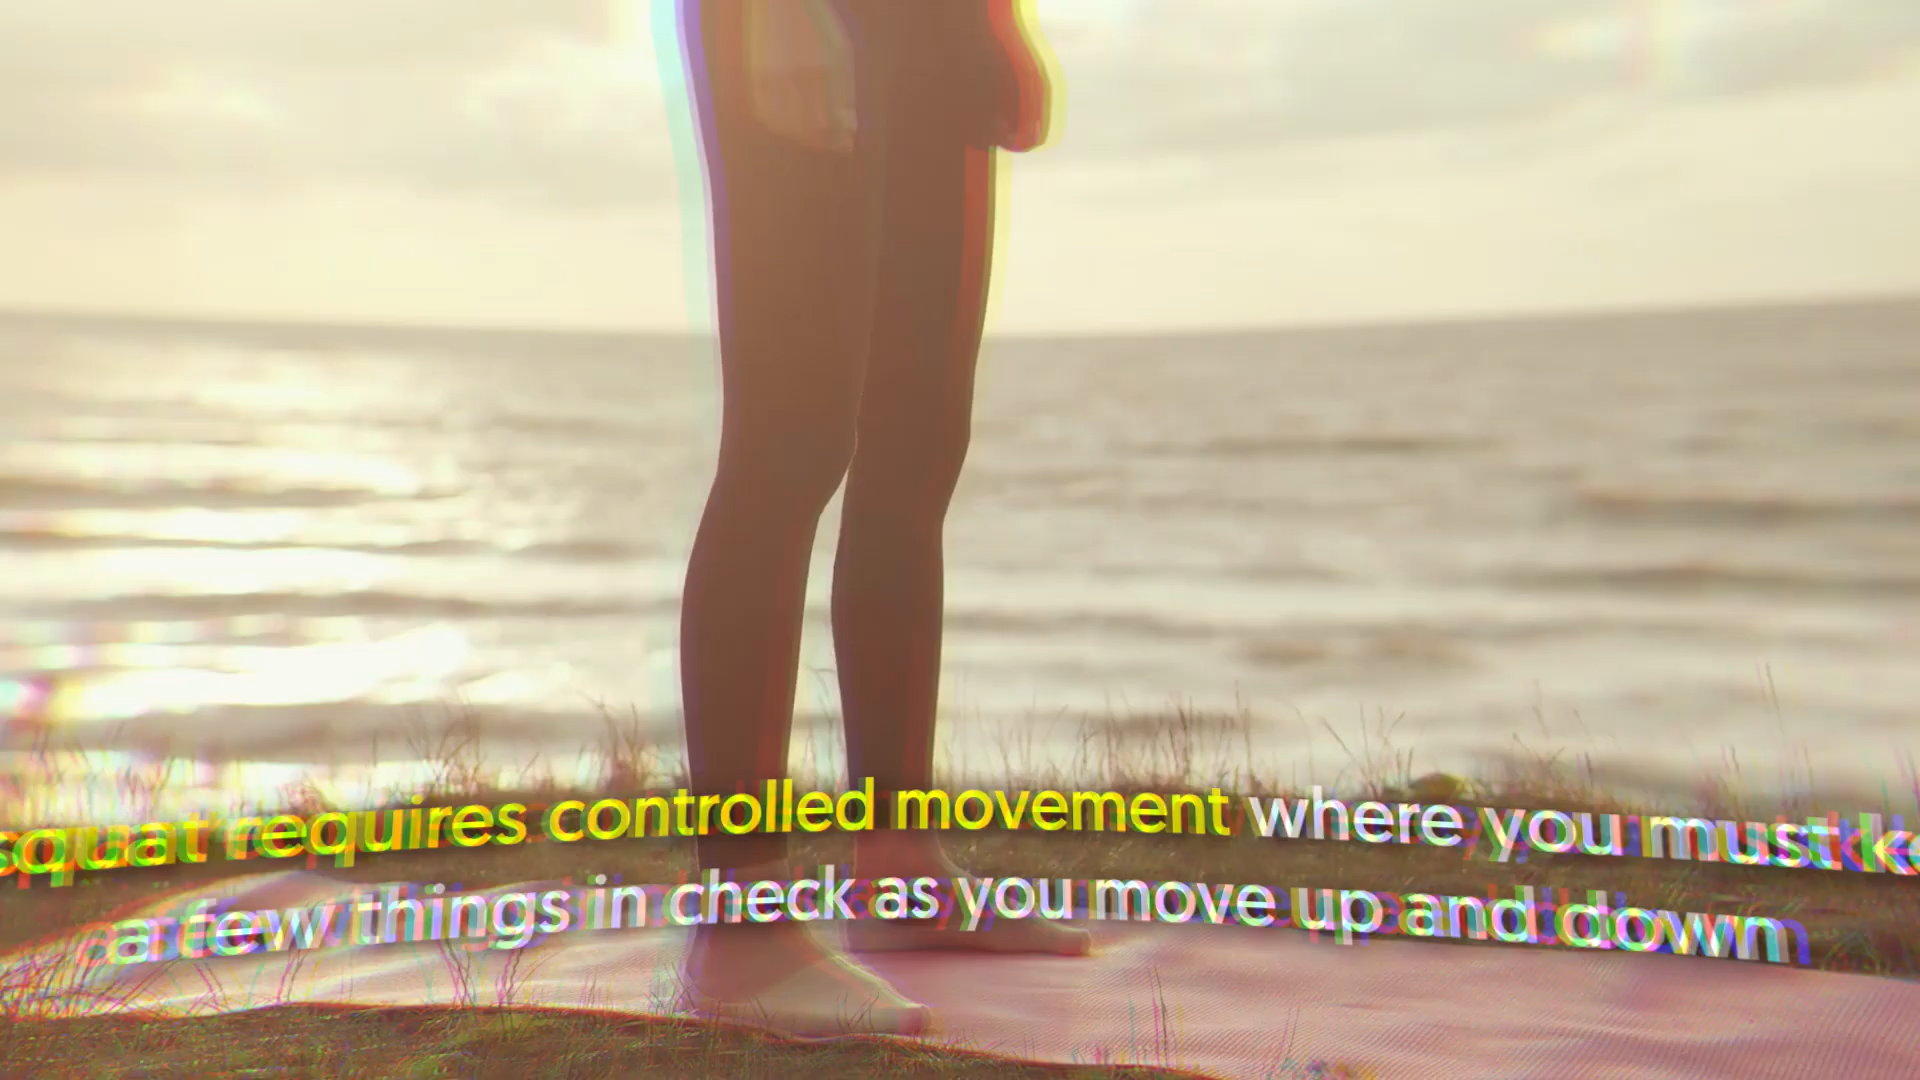 squat requires controlled movement where you must
a few things in check as you move up and down